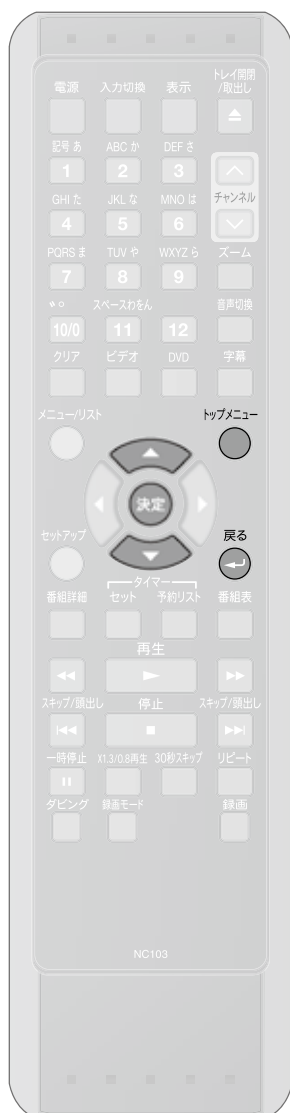 電源 入力切換 表示 トレイ開閉
/取出し
記号 あ ABC か DEF さ
1 2 3
GHI た JKL な MNO は チャンネル
4 5 6
PQRS ま TUV や WXYZ ら ズーム
7 8 9
゛゜ スペースわをん 音声切換
10/0 11 12
クリア ビデオ DVD 字幕
メニュー/リスト トップメニュー
決定
セットアップ 戻る
タイマー
番組詳細 セット 予約リスト 番組表
再生
スキップ/頭出し 停止 スキップ/頭出し
一時停止 X1.3/0.8再生 30秒スキップ リピート
ダビング 録画モード 録画
NC103